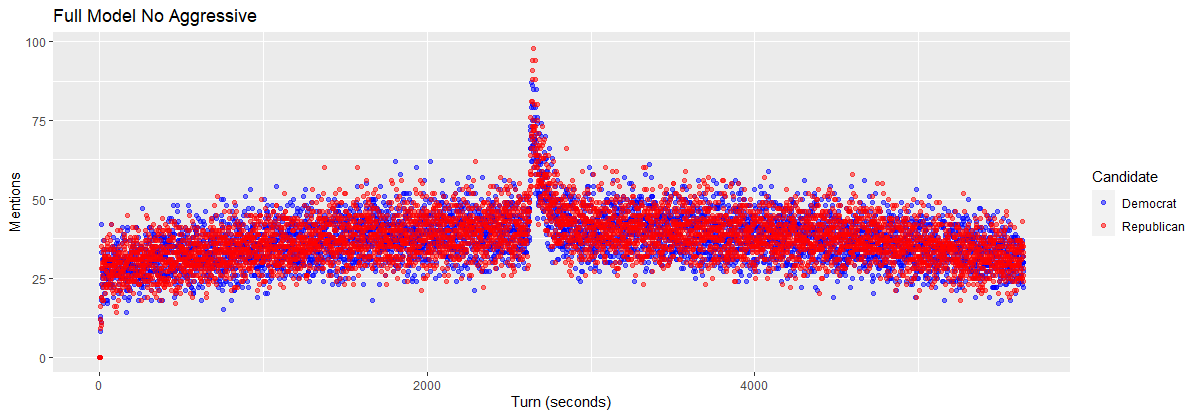 Full Model No Aggressive
100
75
50
25
0
Mentions
0
2000
4000
Turn (seconds)
Candidate
Democrat
Republican